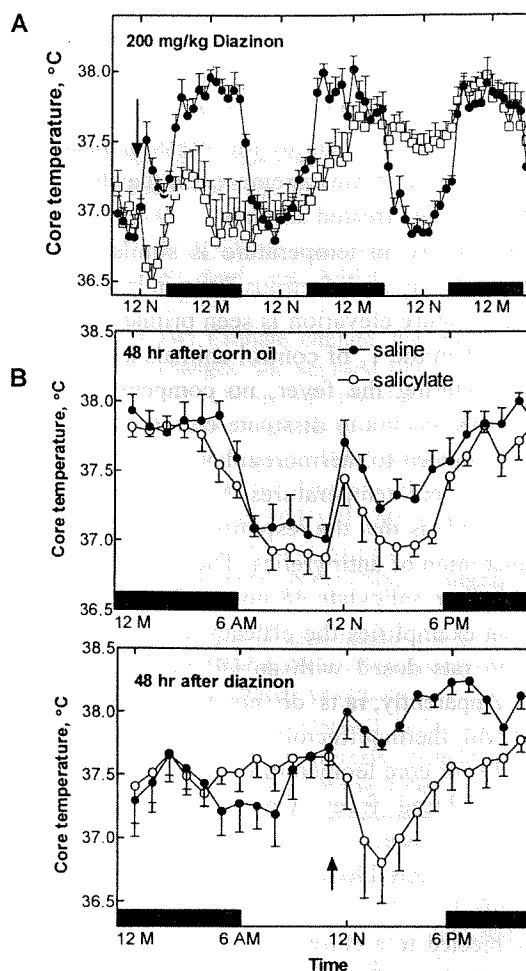 A
200 mg/kg Diazinon
Core temperature, °C
38.0
37.5
37.0
36.5
12 N
12 M
12 N
12 M
12 N
12 M
B
48 hr after corn oil
saline
salicylate
Core temperature, °C
38.5
38.0
37.5
37.0
36.5
12 M
6 AM
12 N
6 PM
48 hr after diazinon
Core temperature, °C
38.5
38.0
37.5
37.0
36.5
12 M
6 AM
12 N
6 PM
Time